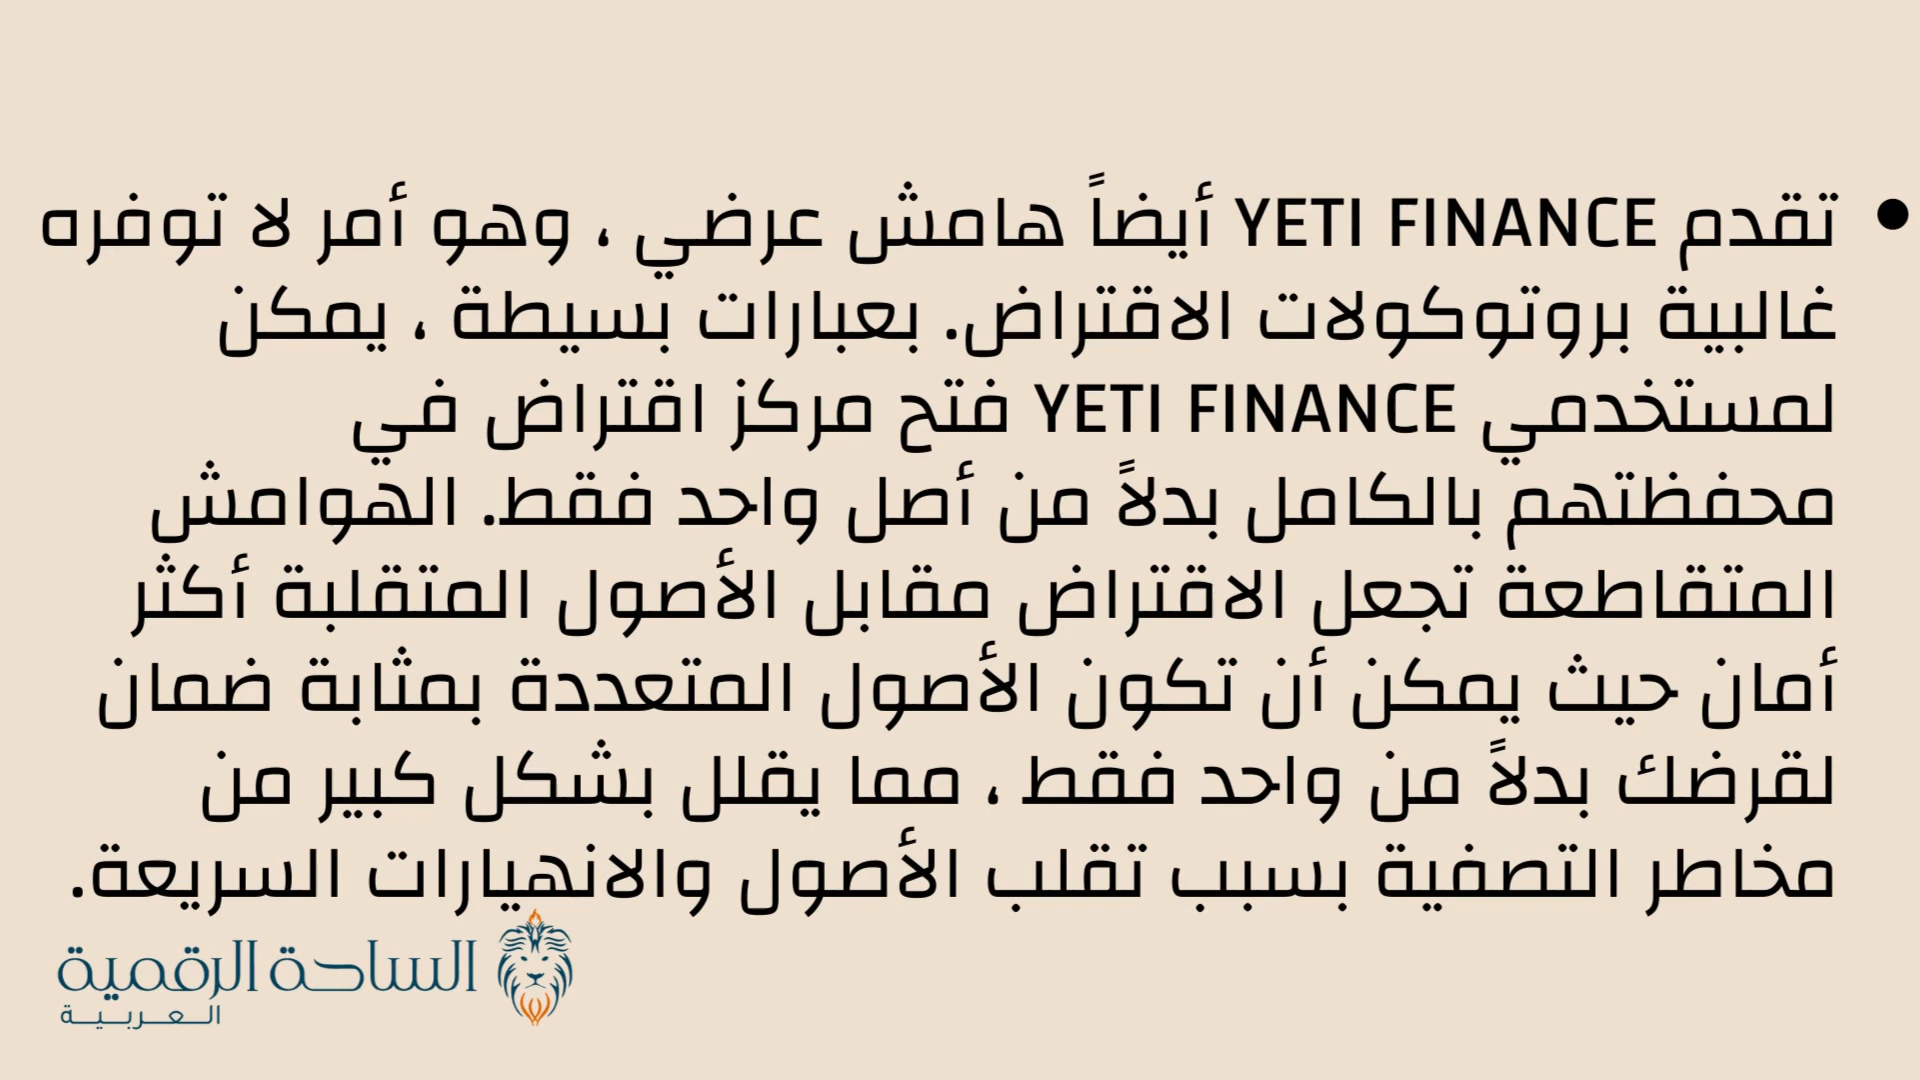 • تقدم YETI FINANCE أيضاً هامش عرضي ، وهو أمر لا توفره
غالبية بروتوكولات الاقتراض. بعبارات بسيطة ، يمكن
لمستخدمي YETI FINANCE فتح مركز اقتراض في
محفظتهم بالكامل بدلاً من أصل واحد فقط. الهوامش
المتقاطعة تجعل الاقتراض مقابل الأصول المتقلبة أكثر
أمان حيث يمكن أن تكون الأصول المتعددة بمثابة ضمان
لقرضك بدلاً من واحد فقط ، مما يقلل بشكل كبير من
مخاطر التصفية بسبب تقلب الأصول والانهيارات السريعة.
الساحة الرقمية
العربية